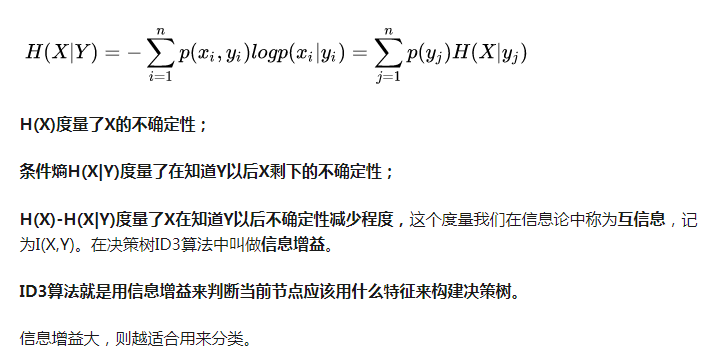 H(X|Y) = -\sum_{i=1}^{n} p(x_i, y_i)logp(x_i|y_i) = \sum_{j=1}^{n} p(y_j)H(X|y_j)
H(X)度量了X的不确定性；
条件熵H(X|Y)度量了在知道Y以后X剩下的不确定性；
H(X)-H(X|Y)度量了X在知道Y以后不确定性减少程度，这个度量我们在信息论中称为互信息，记
为I(X,Y)。在决策树ID3算法中叫做信息增益。
ID3算法就是用信息增益来判断当前节点应该用什么特征来构建决策树。
信息增益大，则越适合用来分类。